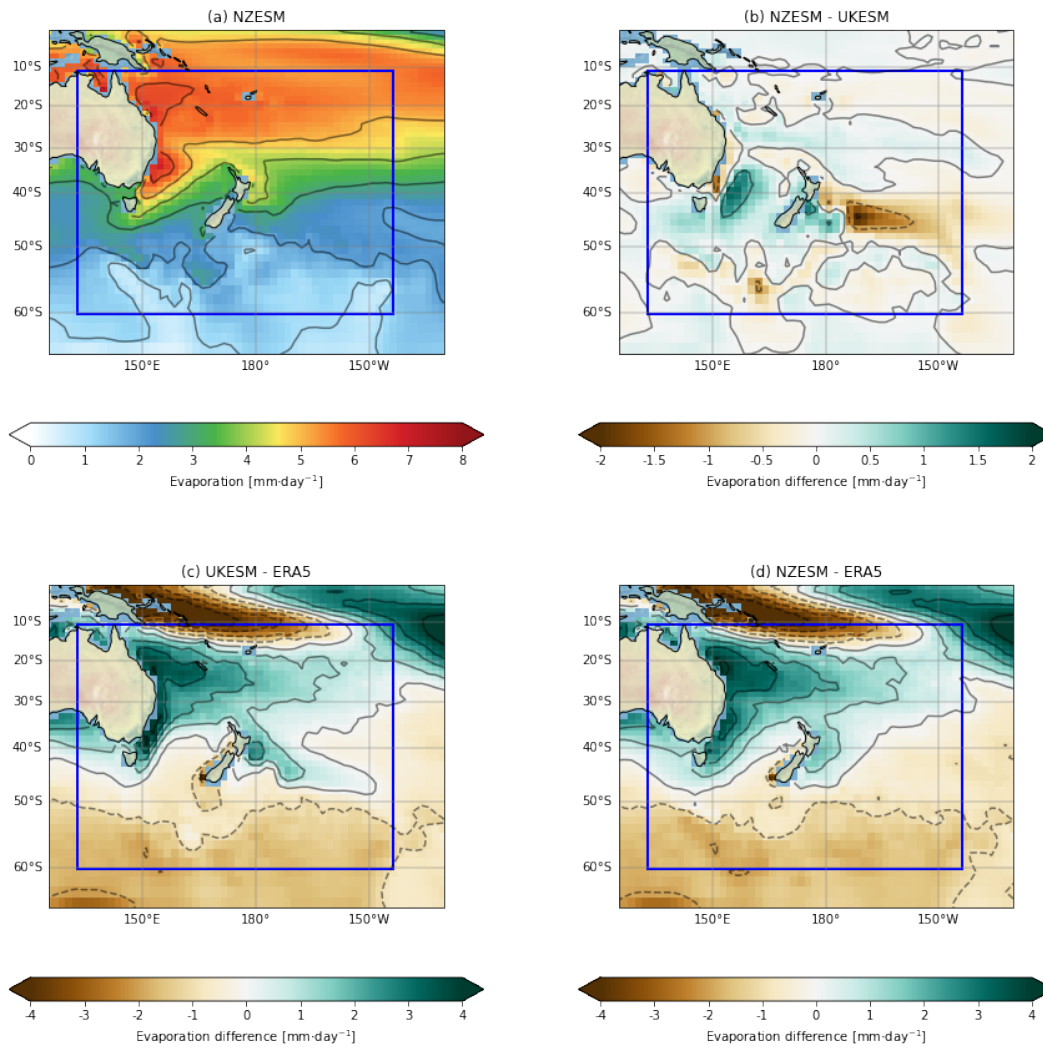 (a) NZESM
(b) NZESM - UKESM
10°S
20°S
30°S
40°S
50°S
60°S
150°E
180°
150°W
10°S
20°S
30°S
40°S
50°S
60°S
150°E
180°
150°W
0 1 2 3 4 5 6 7 8
Evaporation [mm·day⁻¹]
-2 -1.5 -1 -0.5 0 0.5 1 1.5 2
Evaporation difference [mm·day⁻¹]
(c) UKESM - ERA5
(d) NZESM - ERA5
10°S
20°S
30°S
40°S
50°S
60°S
150°E
180°
150°W
10°S
20°S
30°S
40°S
50°S
60°S
150°E
180°
150°W
-4 -3 -2 -1 0 1 2 3 4
Evaporation difference [mm·day⁻¹]
-4 -3 -2 -1 0 1 2 3 4
Evaporation difference [mm·day⁻¹]